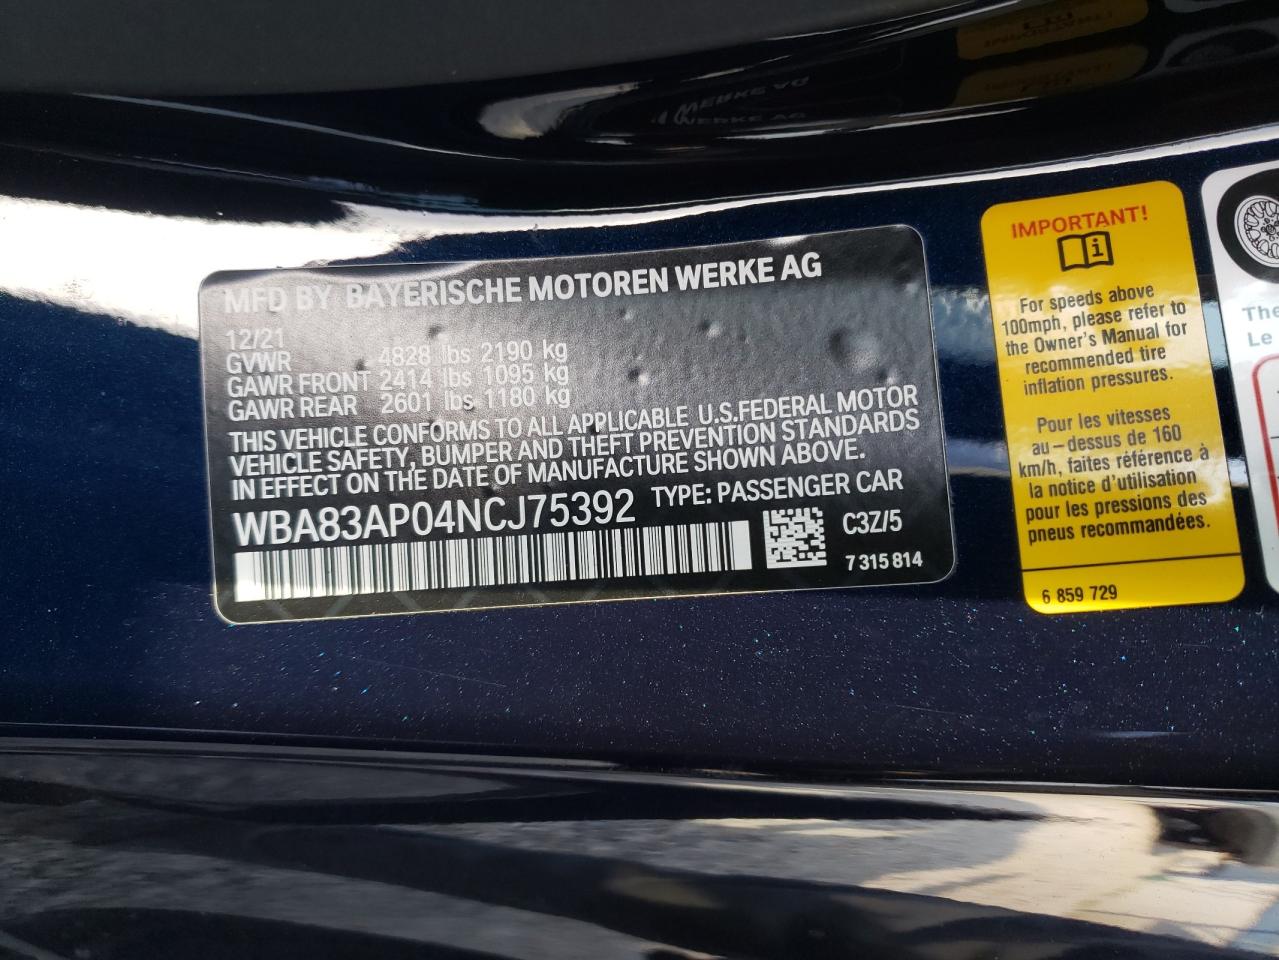 MFD BY BAYERISCHE MOTOREN WERKE AG
12/21
GVWR 4828 lbs 2190 kg
GAWR FRONT 2414 lbs 1095 kg
GAWR REAR 2601 lbs 1180 kg
THIS VEHICLE CONFORMS TO ALL APPLICABLE U.S.FEDERAL MOTOR
VEHICLE SAFETY, BUMPER AND THEFT PREVENTION STANDARDS
IN EFFECT ON THE DATE OF MANUFACTURE SHOWN ABOVE.
WBA83AP04NCJ75392 TYPE: PASSENGER CAR
C3Z/5
7 315 814
IMPORTANT!
For speeds above
100mph, please refer to
the Owner's Manual for
recommended tire
inflation pressures.
Pour les vitesses
au-dessus de 160
km/h, faites référence à
la notice d'utilisation
pour les pressions de
pneus recommandées.
6 859 729
The
Le